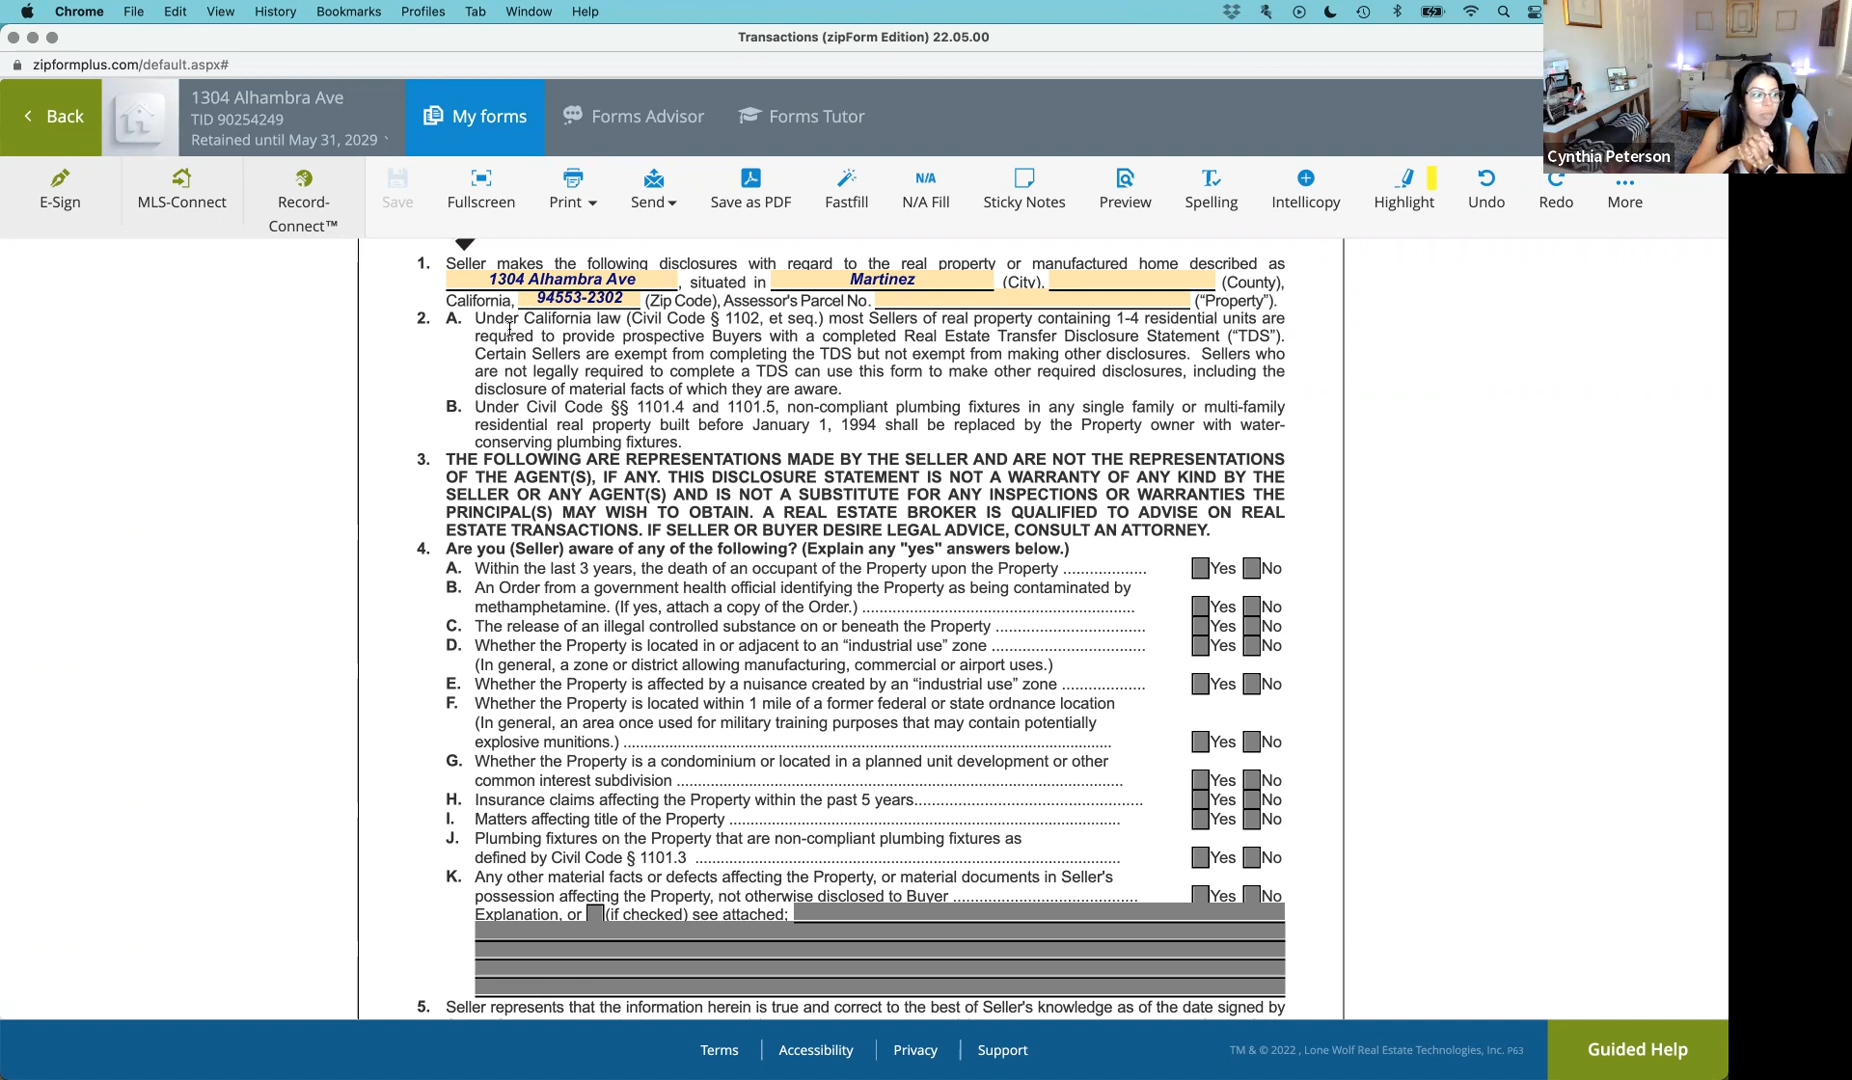 Chrome File Edit View History Bookmarks Profiles Tab Window Help
Transactions (zipForm Edition) 22.05.00
zipformplus.com/default.aspx#
Back
1304 Alhambra Ave
TID 90254249
Retained until May 31, 2029
My forms
Forms Advisor
Forms Tutor
Cynthia Peterson
E-Sign
MLS-Connect
Record-
Connect™
Save
Fullscreen
Print
Send
Save as PDF
Fastfill
N/A
N/A Fill
Sticky Notes
Preview
Spelling
Intellicopy
Highlight
Undo
Redo
More
1. Seller makes the following disclosures with regard to the real property or manufactured home described as
1304 Alhambra Ave, situated in Martinez (City), (County),
California, 94553-2302 (Zip Code), Assessor's Parcel No. ("Property").
2. A. Under California law (Civil Code § 1102, et seq.) most Sellers of real property containing 1-4 residential units are
required to provide prospective Buyers with a completed Real Estate Transfer Disclosure Statement ("TDS").
Certain Sellers are exempt from completing the TDS but not exempt from making other disclosures. Sellers who
are not legally required to complete a TDS can use this form to make other required disclosures, including the
disclosure of material facts of which they are aware.
B. Under Civil Code §§ 1101.4 and 1101.5, non-compliant plumbing fixtures in any single family or multi-family
residential real property built before January 1, 1994 shall be replaced by the Property owner with water-
conserving plumbing fixtures.
3. THE FOLLOWING ARE REPRESENTATIONS MADE BY THE SELLER AND ARE NOT THE REPRESENTATIONS
OF THE AGENT(S), IF ANY. THIS DISCLOSURE STATEMENT IS NOT A WARRANTY OF ANY KIND BY THE
SELLER OR ANY AGENT(S) AND IS NOT A SUBSTITUTE FOR ANY INSPECTIONS OR WARRANTIES THE
PRINCIPAL(S) MAY WISH TO OBTAIN. A REAL ESTATE BROKER IS QUALIFIED TO ADVISE ON REAL
ESTATE TRANSACTIONS. IF SELLER OR BUYER DESIRE LEGAL ADVICE, CONSULT AN ATTORNEY.
4. Are you (Seller) aware of any of the following? (Explain any "yes" answers below.)
A. Within the last 3 years, the death of an occupant of the Property upon the Property ................... Yes No
B. An Order from a government health official identifying the Property as being contaminated by
methamphetamine. (If yes, attach a copy of the Order.) ............................................................ Yes No
C. The release of an illegal controlled substance on or beneath the Property .................................. Yes No
D. Whether the Property is located in or adjacent to an “industrial use” zone .................................. Yes No
(In general, a zone or district allowing manufacturing, commercial or airport uses.)
E. Whether the Property is affected by a nuisance created by an “industrial use” zone ................... Yes No
F. Whether the Property is located within 1 mile of a former federal or state ordnance location
(In general, an area once used for military training purposes that may contain potentially
explosive munitions.) .......................................................................................................... Yes No
G. Whether the Property is a condominium or located in a planned unit development or other
common interest subdivision .................................................................................................. Yes No
H. Insurance claims affecting the Property within the past 5 years.................................................. Yes No
I. Matters affecting title of the Property ...................................................................................... Yes No
J. Plumbing fixtures on the Property that are non-compliant plumbing fixtures as
defined by Civil Code § 1101.3 .............................................................................................. Yes No
K. Any other material facts or defects affecting the Property, or material documents in Seller's
possession affecting the Property, not otherwise disclosed to Buyer ........................................ Yes No
Explanation, or (if checked) see attached;
5. Seller represents that the information herein is true and correct to the best of Seller's knowledge as of the date signed by
Terms
Accessibility
Privacy
Support
TM & © 2022, Lone Wolf Real Estate Technologies, Inc. P63
Guided Help